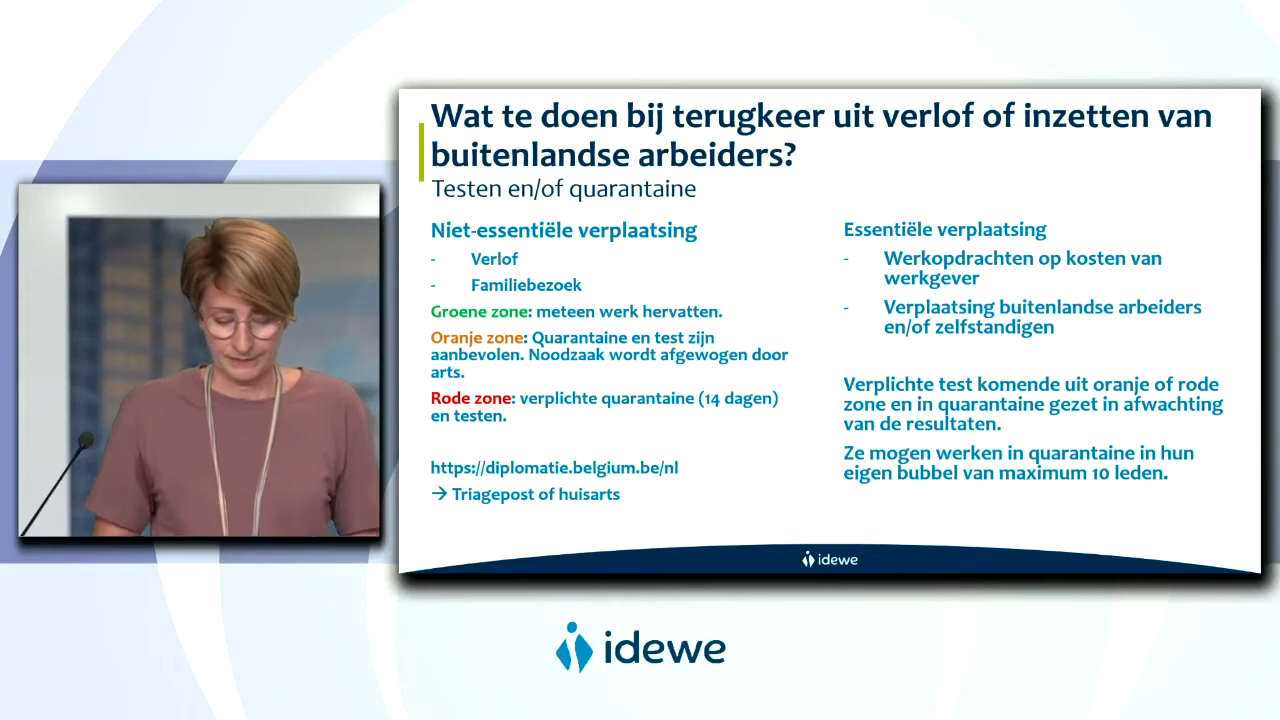 Wat te doen bij terugkeer uit verlof of inzetten van
buitenlandse arbeiders?
Testen en/of quarantaine
Niet-essentiële verplaatsing
- Verlof
- Familiebezoek
Groene zone: meteen werk hervatten.
Oranje zone: Quarantaine en test zijn
aanbevolen. Noodzaak wordt afgewogen door
arts.
Rode zone: verplichte quarantaine (14 dagen)
en testen.
https://diplomatie.belgium.be/nl
→ Triagepost of huisarts
Essentiële verplaatsing
- Werkopdrachten op kosten van
werkgever
- Verplaatsing buitenlandse arbeiders
en/of zelfstandigen
Verplichte test komende uit oranje of rode
zone en in quarantaine gezet in afwachting
van de resultaten.
Ze mogen werken in quarantaine in hun
eigen bubbel van maximum 10 leden.
idewe
idewe